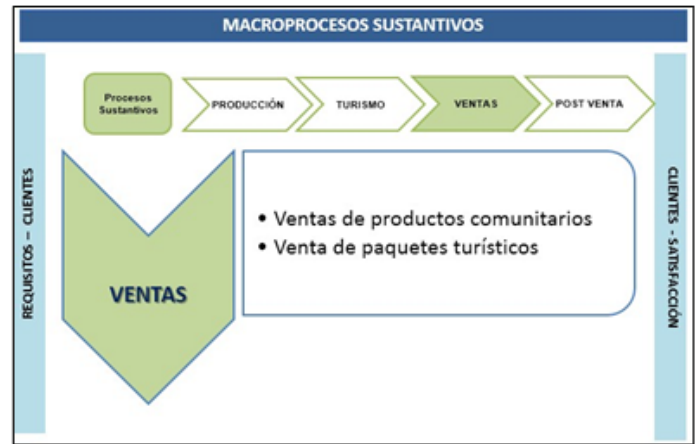 MACROPROCESOS SUSTANTIVOS
REQUISITOS – CLIENTES
Procesos
Sustantivos
PRODUCCIÓN
TURISMO
VENTAS
POST VENTA
VENTAS
• Ventas de productos comunitarios
• Venta de paquetes turísticos
CLIENTES - SATISFACCIÓN